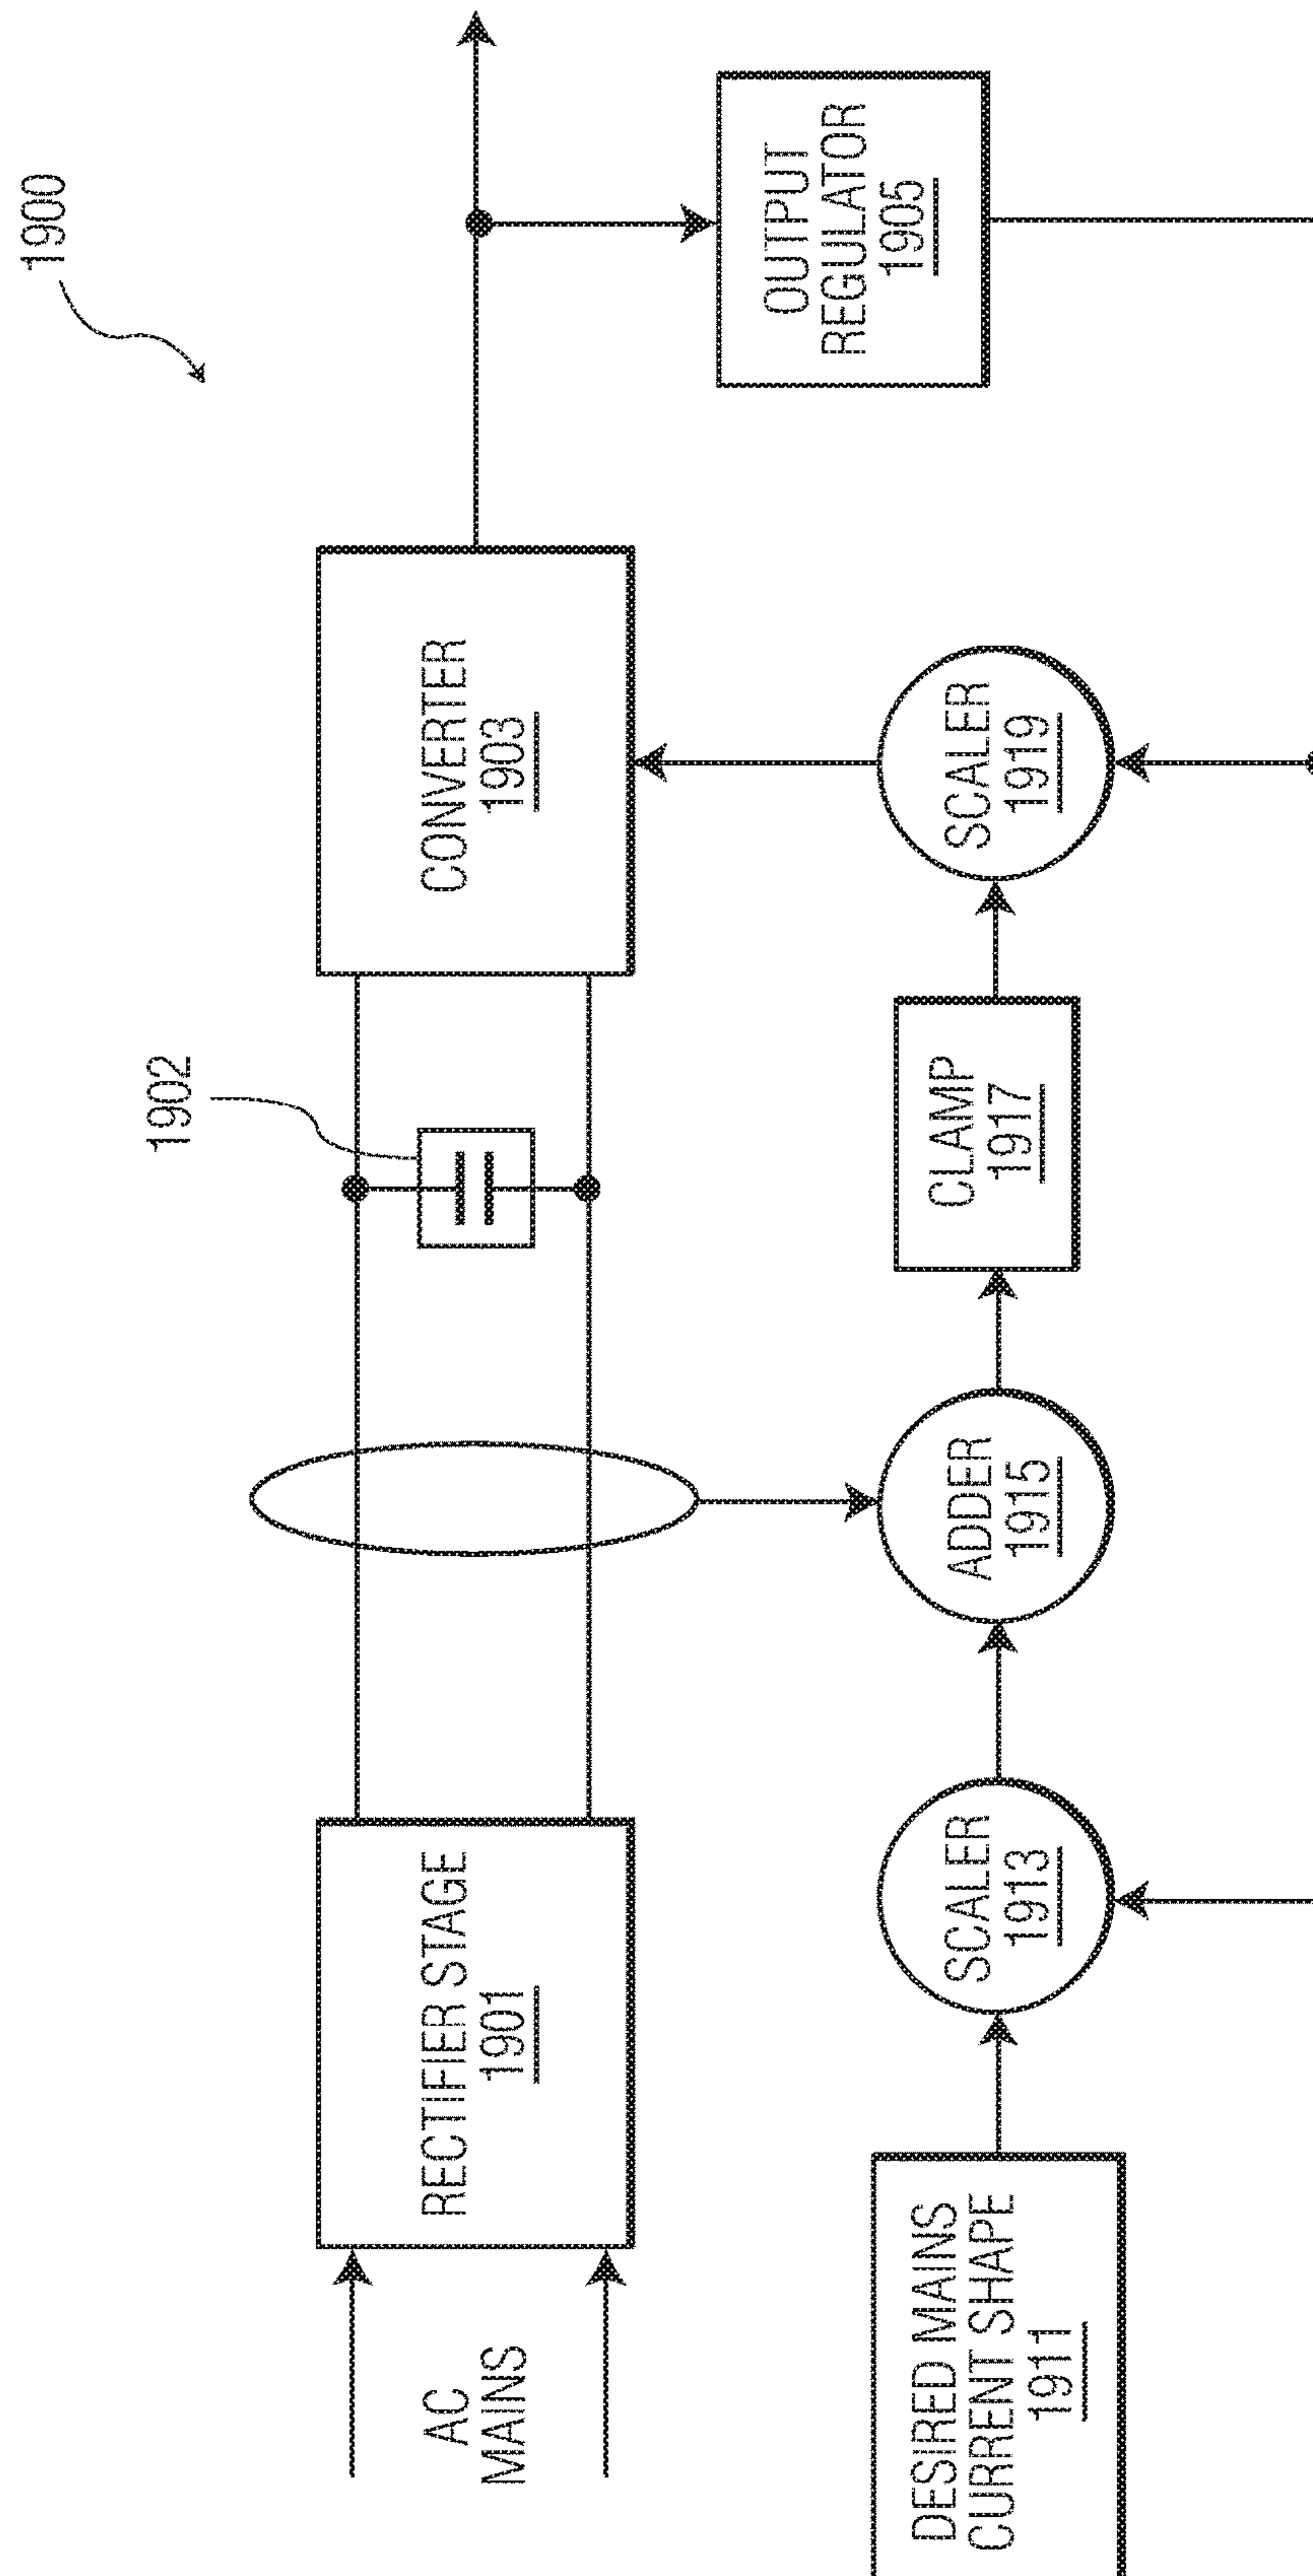 1900
1902
AC
MAINS
RECTIFIER STAGE
1901
CONVERTER
1903
OUTPUT
REGULATOR
1905
DESIRED MAINS
CURRENT SHAPE
1911
SCALER
1913
ADDER
1915
CLAMP
1917
SCALER
1919